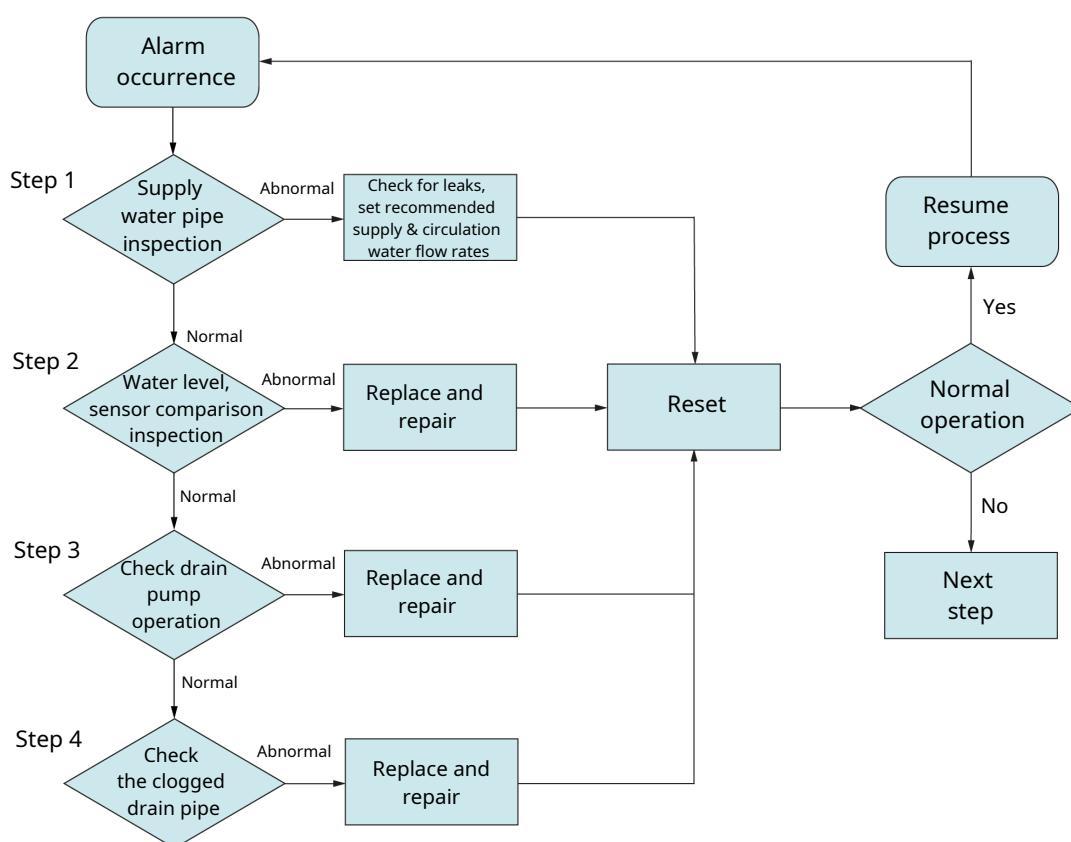 Alarm
occurrence
Step 1
Supply
water pipe
inspection
Abnormal
Check for leaks,
set recommended
supply & circulation
water flow rates
Resume
process
Yes
Normal
Step 2
Water level,
sensor comparison
inspection
Abnormal
Replace and
repair
Reset
Normal
operation
Normal
No
Step 3
Check drain
pump
operation
Abnormal
Replace and
repair
Next
step
Normal
Step 4
Check
the clogged
drain pipe
Abnormal
Replace and
repair